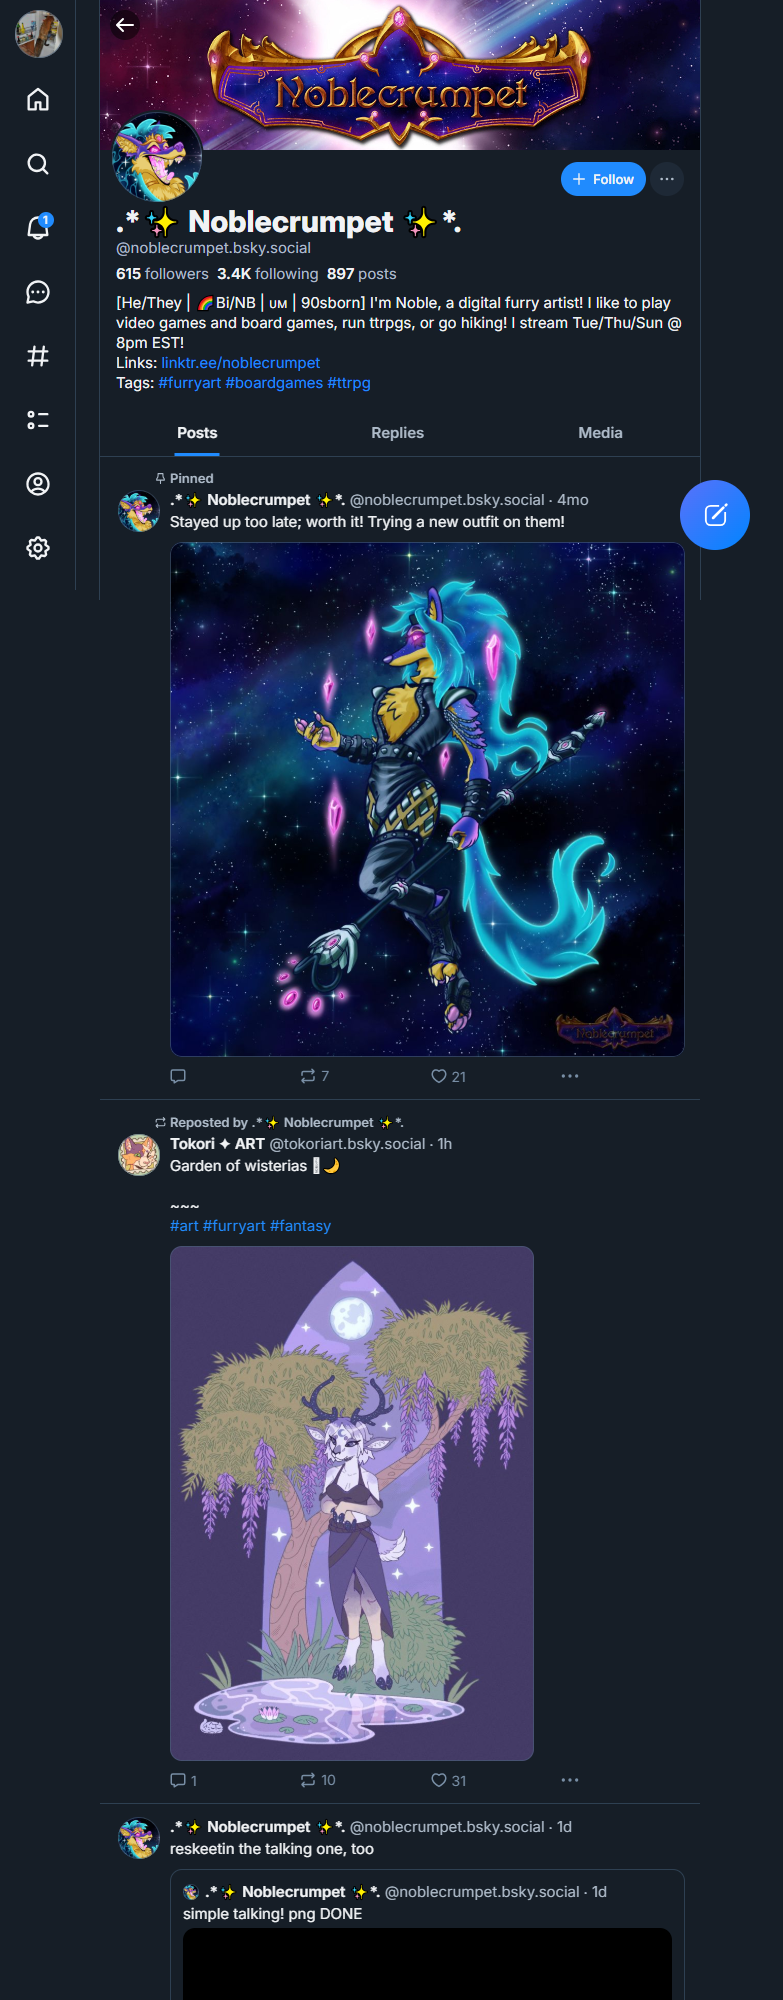 Noblecrumpet
+ Follow
.*✨ Noblecrumpet ✨*.
@noblecrumpet.bsky.social
615 followers 3.4K following 897 posts
[He/They | 🌈Bi/NB | ᴜᴍ | 90sborn] I'm Noble, a digital furry artist! I like to play
video games and board games, run ttrpgs, or go hiking! I stream Tue/Thu/Sun @
8pm EST!
Links: linktr.ee/noblecrumpet
Tags: #furryart #boardgames #ttrpg
Posts Replies Media
1
Pinned
.*✨ Noblecrumpet ✨*. @noblecrumpet.bsky.social · 4mo
Stayed up too late; worth it! Trying a new outfit on them!
Noblecrumpet
7 21
Reposted by .*✨ Noblecrumpet ✨*.
Tokori ✦ ART @tokoriart.bsky.social · 1h
Garden of wisterias 🌙
~~~
#art #furryart #fantasy
1 10 31
.*✨ Noblecrumpet ✨*. @noblecrumpet.bsky.social · 1d
reskeetin the talking one, too
.*✨ Noblecrumpet ✨*. @noblecrumpet.bsky.social · 1d
simple talking! png DONE